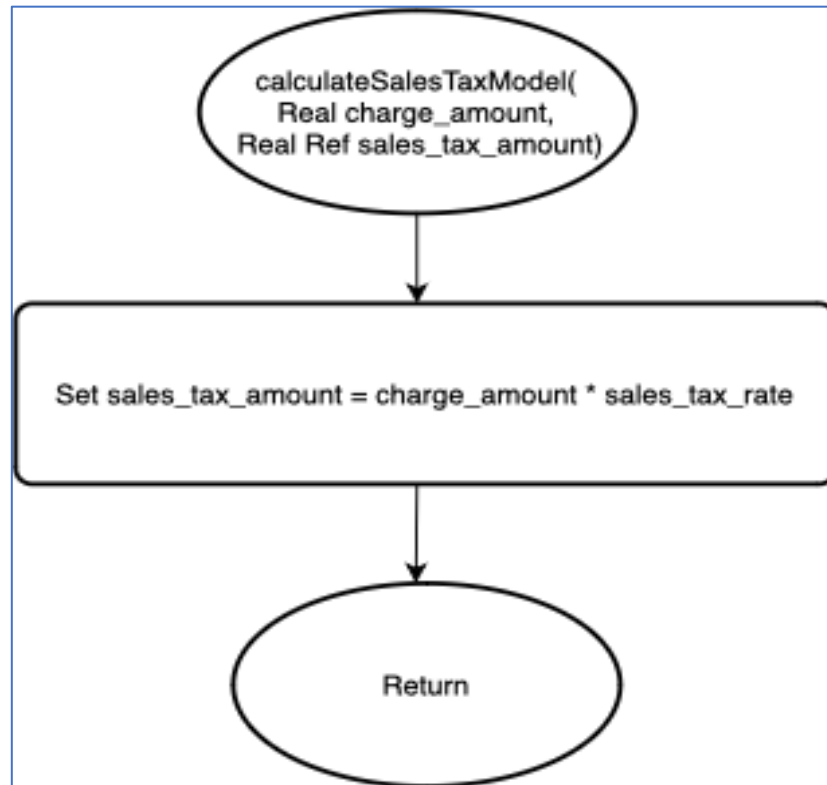 calculateSalesTaxModel(
Real charge_amount,
Real Ref sales_tax_amount)
Set sales_tax_amount = charge_amount * sales_tax_rate
Return